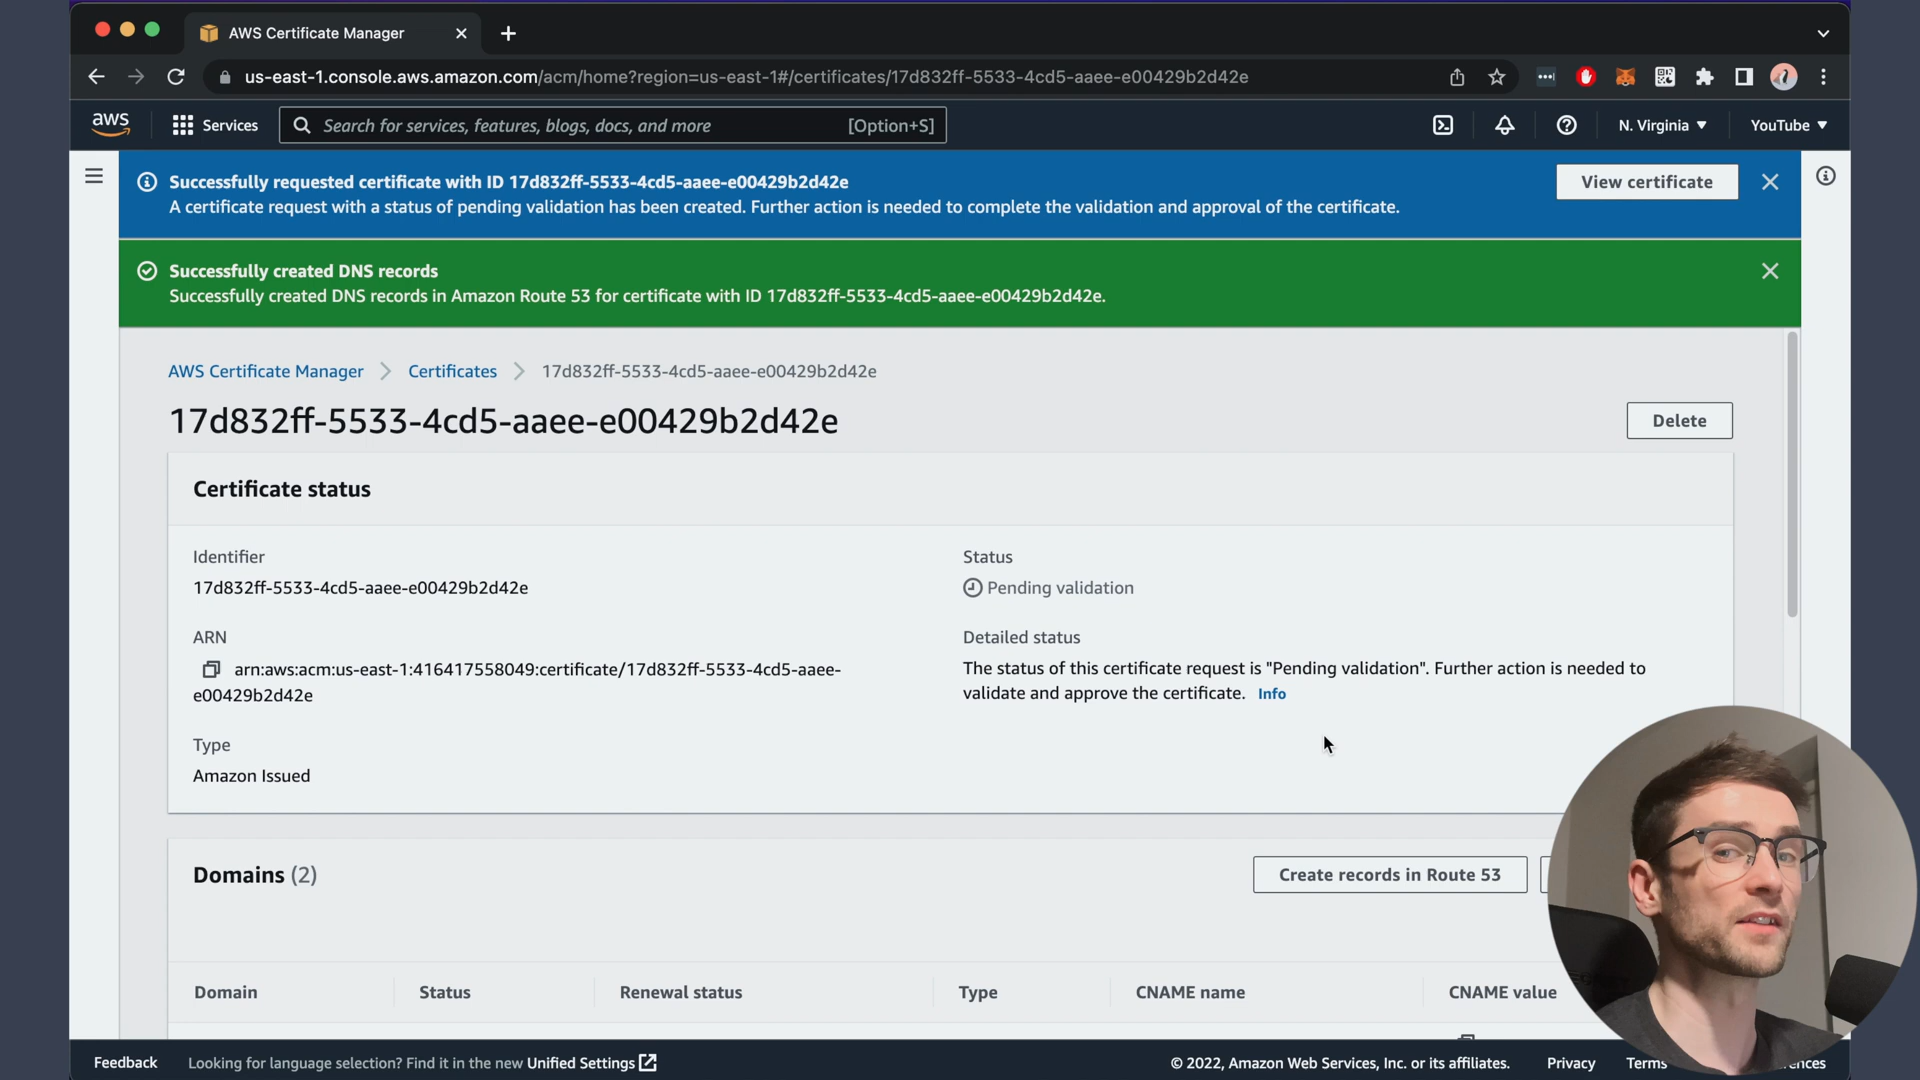 AWS Certificate Manager
us-east-1.console.aws.amazon.com/acm/home?region=us-east-1#/certificates/17d832ff-5533-4cd5-aaee-e00429b2d42e
aws
Services
Search for services, features, blogs, docs, and more
[Option+S]
N. Virginia
YouTube
Successfully requested certificate with ID 17d832ff-5533-4cd5-aaee-e00429b2d42e
A certificate request with a status of pending validation has been created. Further action is needed to complete the validation and approval of the certificate.
View certificate
Successfully created DNS records
Successfully created DNS records in Amazon Route 53 for certificate with ID 17d832ff-5533-4cd5-aaee-e00429b2d42e.
AWS Certificate Manager
Certificates
17d832ff-5533-4cd5-aaee-e00429b2d42e
17d832ff-5533-4cd5-aaee-e00429b2d42e
Delete
Certificate status
Identifier
17d832ff-5533-4cd5-aaee-e00429b2d42e
Status
Pending validation
ARN
arn:aws:acm:us-east-1:416417558049:certificate/17d832ff-5533-4cd5-aaee-
e00429b2d42e
Detailed status
The status of this certificate request is "Pending validation". Further action is needed to
validate and approve the certificate. Info
Type
Amazon Issued
Domains (2)
Create records in Route 53
Domain
Status
Renewal status
Type
CNAME name
CNAME value
Feedback
Looking for language selection? Find it in the new Unified Settings
© 2022, Amazon Web Services, Inc. or its affiliates.
Privacy
Terms